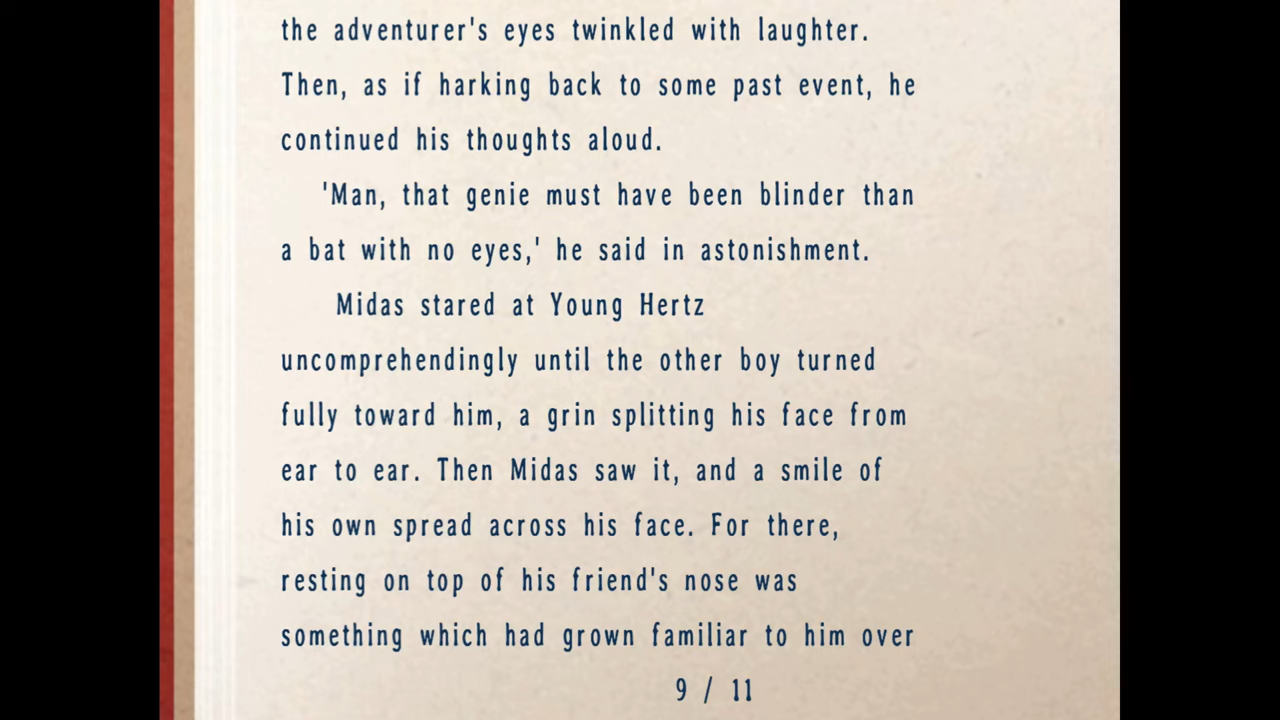 the adventurer's eyes twinkled with laughter.
Then, as if harking back to some past event, he
continued his thoughts aloud.
'Man, that genie must have been blinder than
a bat with no eyes,' he said in astonishment.
Midas stared at Young Hertz
uncomprehendingly until the other boy turned
fully toward him, a grin splitting his face from
ear to ear. Then Midas saw it, and a smile of
his own spread across his face. For there,
resting on top of his friend's nose was
something which had grown familiar to him over
9 / 11